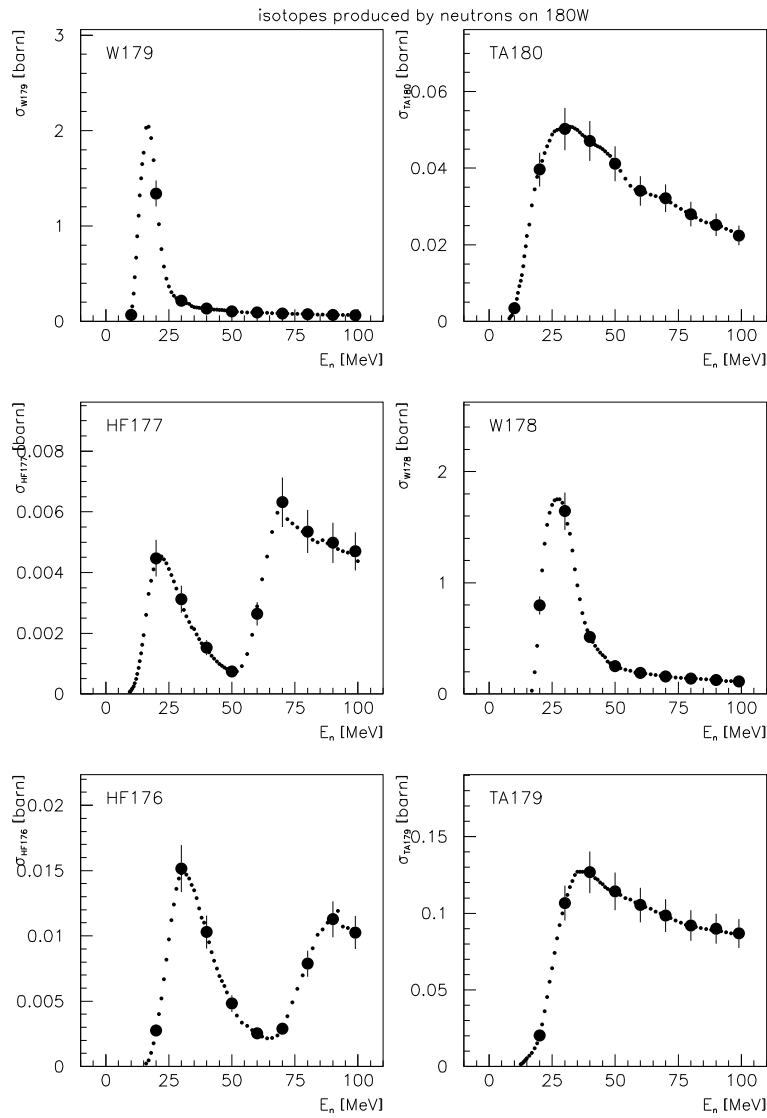 isotopes produced by neutrons on 180W
σW179 [barn]
W179
3
2
1
0
0 25 50 75 100
En [MeV]
σTA180 [barn]
TA180
0.06
0.04
0.02
0
0 25 50 75 100
En [MeV]
σHF177 [barn]
HF177
0.008
0.006
0.004
0.002
0
0 25 50 75 100
En [MeV]
σW178 [barn]
W178
2
1
0
0 25 50 75 100
En [MeV]
σHF176 [barn]
HF176
0.02
0.015
0.01
0.005
0
0 25 50 75 100
En [MeV]
σTA179 [barn]
TA179
0.15
0.1
0.05
0
0 25 50 75 100
En [MeV]